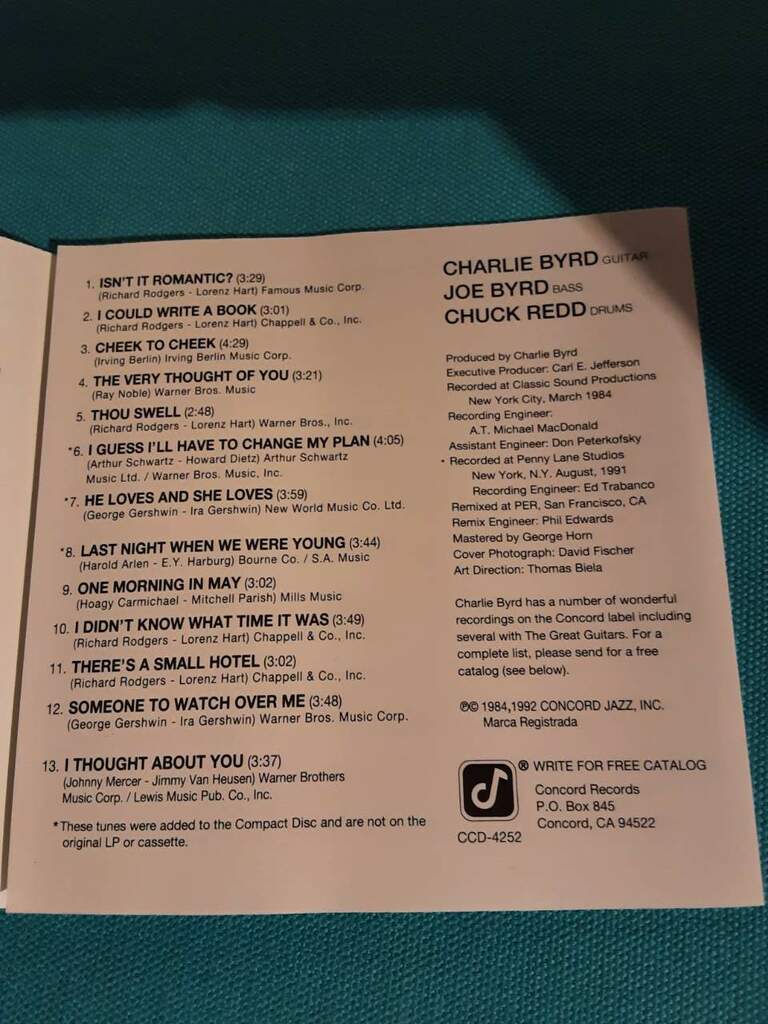 1. ISN'T IT ROMANTIC? (3:29)
(Richard Rodgers - Lorenz Hart) Famous Music Corp.
2. I COULD WRITE A BOOK (3:01)
(Richard Rodgers - Lorenz Hart) Chappell & Co., Inc.
3. CHEEK TO CHEEK (4:29)
(Irving Berlin) Irving Berlin Music Corp.
4. THE VERY THOUGHT OF YOU (3:21)
(Ray Noble) Warner Bros. Music
5. THOU SWELL (2:48)
(Richard Rodgers - Lorenz Hart) Warner Bros., Inc.
*6. I GUESS I'LL HAVE TO CHANGE MY PLAN (4:05)
(Arthur Schwartz - Howard Dietz) Arthur Schwartz
Music Ltd. / Warner Bros. Music, Inc.
*7. HE LOVES AND SHE LOVES (3:59)
(George Gershwin - Ira Gershwin) New World Music Co. Ltd.
*8. LAST NIGHT WHEN WE WERE YOUNG (3:44)
(Harold Arlen - E.Y. Harburg) Bourne Co. / S.A. Music
9. ONE MORNING IN MAY (3:02)
(Hoagy Carmichael - Mitchell Parish) Mills Music
10. I DIDN'T KNOW WHAT TIME IT WAS (3:49)
(Richard Rodgers - Lorenz Hart) Chappell & Co., Inc.
11. THERE'S A SMALL HOTEL (3:02)
(Richard Rodgers - Lorenz Hart) Chappell & Co., Inc.
12. SOMEONE TO WATCH OVER ME (3:48)
(George Gershwin - Ira Gershwin) Warner Bros. Music Corp.
13. I THOUGHT ABOUT YOU (3:37)
(Johnny Mercer - Jimmy Van Heusen) Warner Brothers
Music Corp. / Lewis Music Pub. Co., Inc.
*These tunes were added to the Compact Disc and are not on the
original LP or cassette.
CHARLIE BYRD GUITAR
JOE BYRD BASS
CHUCK REDD DRUMS
Produced by Charlie Byrd
Executive Producer: Carl E. Jefferson
Recorded at Classic Sound Productions
New York City, March 1984
Recording Engineer:
A.T. Michael MacDonald
Assistant Engineer: Don Peterkofsky
* Recorded at Penny Lane Studios
New York, N.Y. August, 1991
Recording Engineer: Ed Trabanco
Remixed at PER, San Francisco, CA
Remix Engineer: Phil Edwards
Mastered by George Horn
Cover Photograph: David Fischer
Art Direction: Thomas Biela
Charlie Byrd has a number of wonderful
recordings on the Concord label including
several with The Great Guitars. For a
complete list, please send for a free
catalog (see below).
℗© 1984,1992 CONCORD JAZZ, INC.
Marca Registrada
® WRITE FOR FREE CATALOG
Concord Records
P.O. Box 845
Concord, CA 94522
CCD-4252